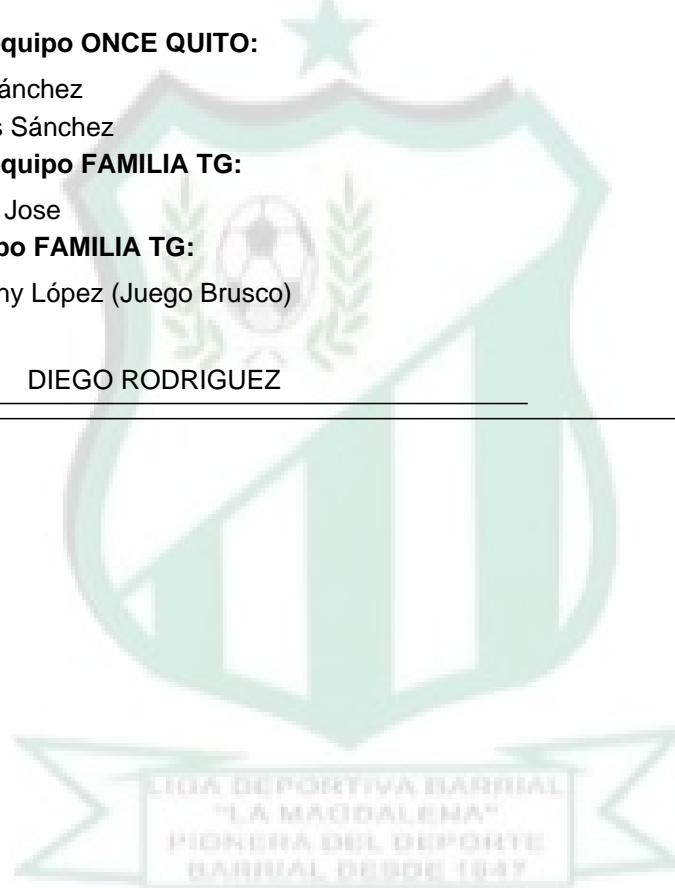 quipo ONCE QUITO:
ánchez
s Sánchez
quipo FAMILIA TG:
Jose
po FAMILIA TG:
ny López (Juego Brusco)
DIEGO RODRIGUEZ
LIGA DEPORTIVA BARRIAL
"LA MAGDALENA"
PIONERA DEL DEPORTE
BARRIAL DESDE 1947